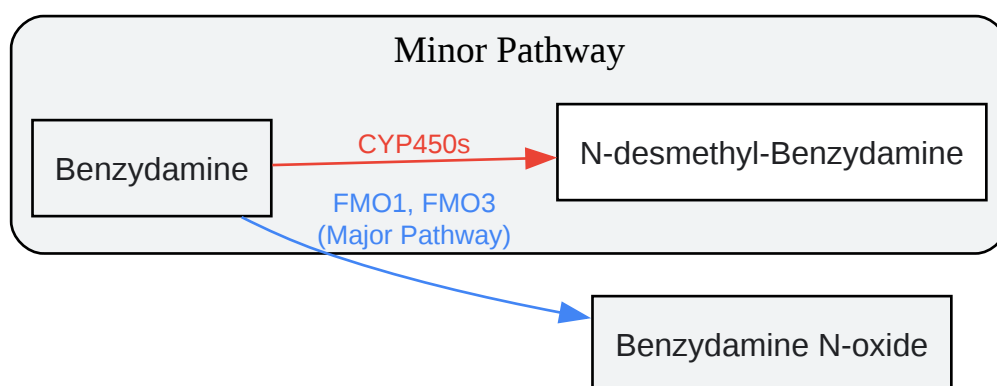 Minor Pathway
Benzydamine
CYP450s
N-desmethyl-Benzydamine
FMO1, FMO3
(Major Pathway)
Benzydamine N-oxide